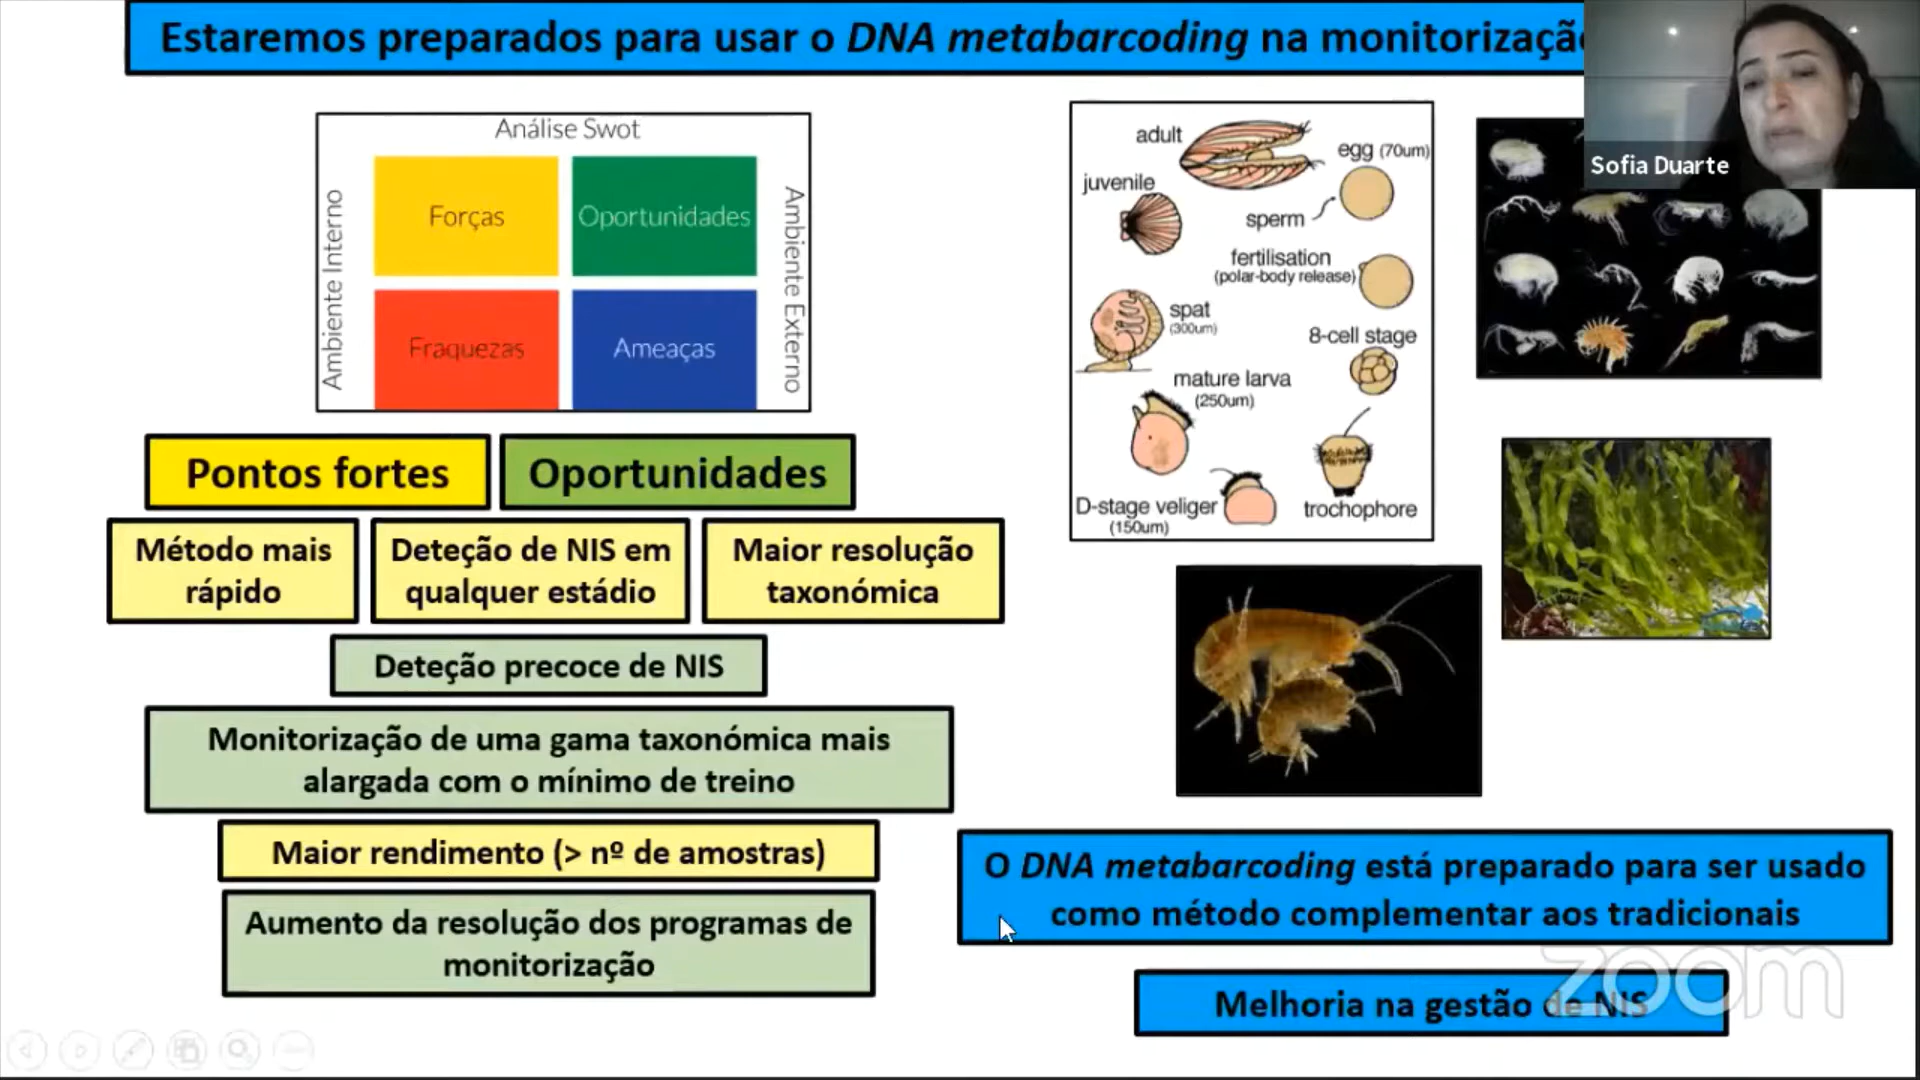 Estaremos preparados para usar o DNA metabarcoding na monitorização
Sofia Duarte
Análise Swot
Ambiente Interno
Forças
Oportunidades
Fraquezas
Ameaças
Ambiente Externo
adult
egg (70um)
juvenile
sperm
fertilisation
(polar-body release)
spat
(300um)
8-cell stage
mature larva
(250um)
D-stage veliger
(150um)
trochophore
Pontos fortes
Oportunidades
Método mais
rápido
Deteção de NIS em
qualquer estádio
Maior resolução
taxonómica
Deteção precoce de NIS
Monitorização de uma gama taxonómica mais
alargada com o mínimo de treino
Maior rendimento (> nº de amostras)
Aumento da resolução dos programas de
monitorização
O DNA metabarcoding está preparado para ser usado
como método complementar aos tradicionais
Melhoria na gestão de NIS
zoom